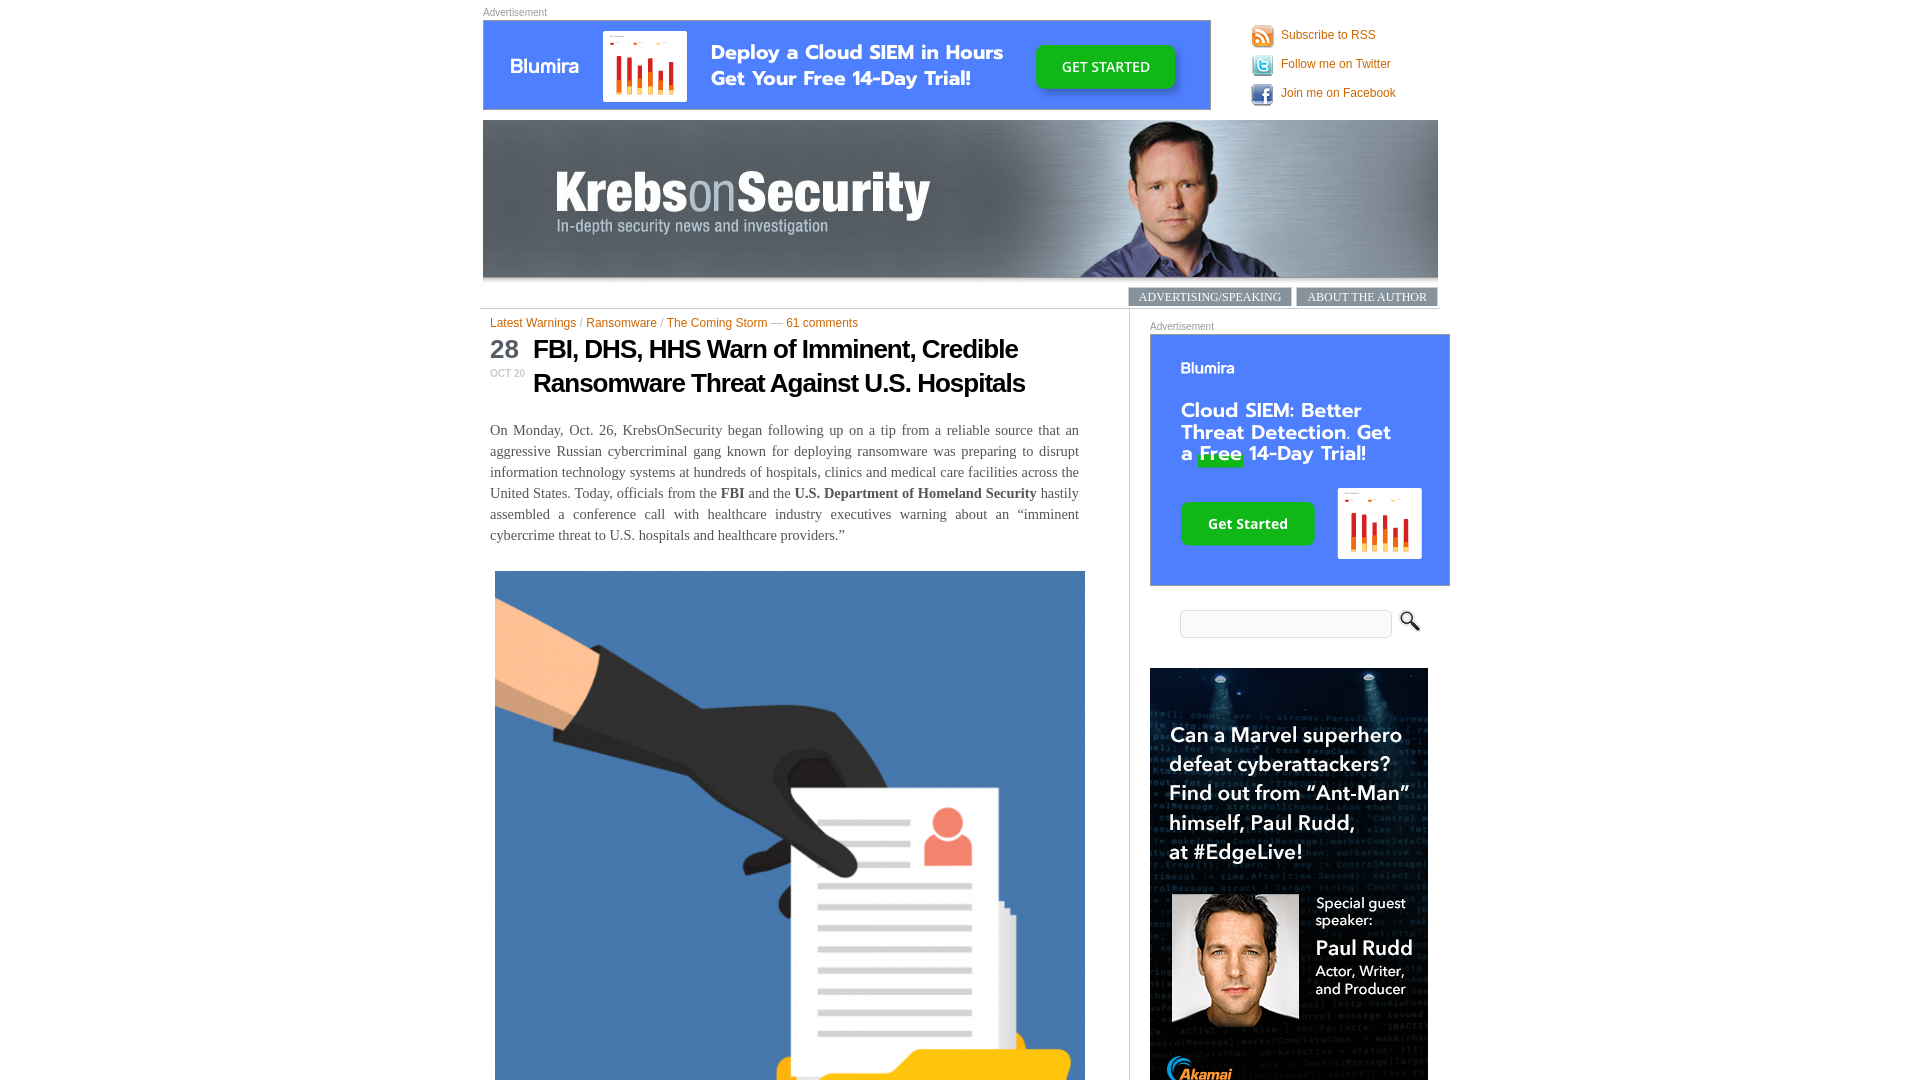 Advertisement
Blumira
Deploy a Cloud SIEM in Hours
Get Your Free 14-Day Trial!
GET STARTED
Subscribe to RSS
Follow me on Twitter
Join me on Facebook
KrebsonSecurity
In-depth security news and investigation
ADVERTISING/SPEAKING
ABOUT THE AUTHOR
Latest Warnings / Ransomware / The Coming Storm — 61 comments
28
OCT 20
FBI, DHS, HHS Warn of Imminent, Credible
Ransomware Threat Against U.S. Hospitals
On Monday, Oct. 26, KrebsOnSecurity began following up on a tip from a reliable source that an
aggressive Russian cybercriminal gang known for deploying ransomware was preparing to disrupt
information technology systems at hundreds of hospitals, clinics and medical care facilities across the
United States. Today, officials from the FBI and the U.S. Department of Homeland Security hastily
assembled a conference call with healthcare industry executives warning about an “imminent
cybercrime threat to U.S. hospitals and healthcare providers.”
Advertisement
Blumira
Cloud SIEM: Better
Threat Detection. Get
a Free 14-Day Trial!
Get Started
Can a Marvel superhero
defeat cyberattackers?
Find out from “Ant-Man”
himself, Paul Rudd,
at #EdgeLive!
Special guest
speaker:
Paul Rudd
Actor, Writer,
and Producer
Akamai